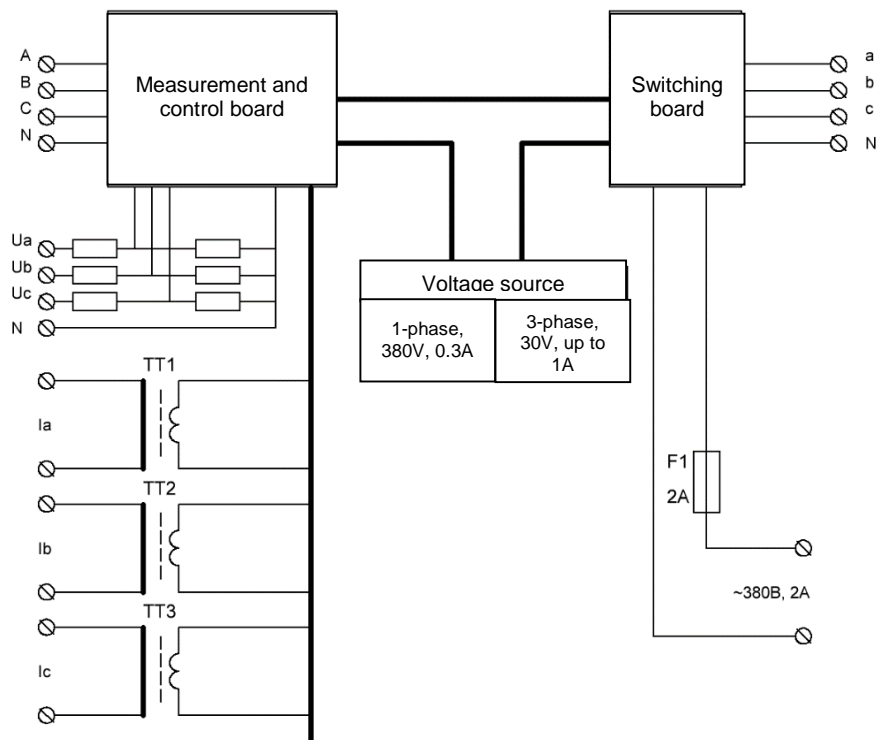 A
B
C
N
Measurement and
control board
Switching
board
a
b
c
N
Ua
Ub
Uc
N
Voltage source
1-phase,
380V, 0.3A
3-phase,
30V, up to
1A
TT1
Ia
TT2
Ib
TT3
Ic
F1
2A
~380В, 2A